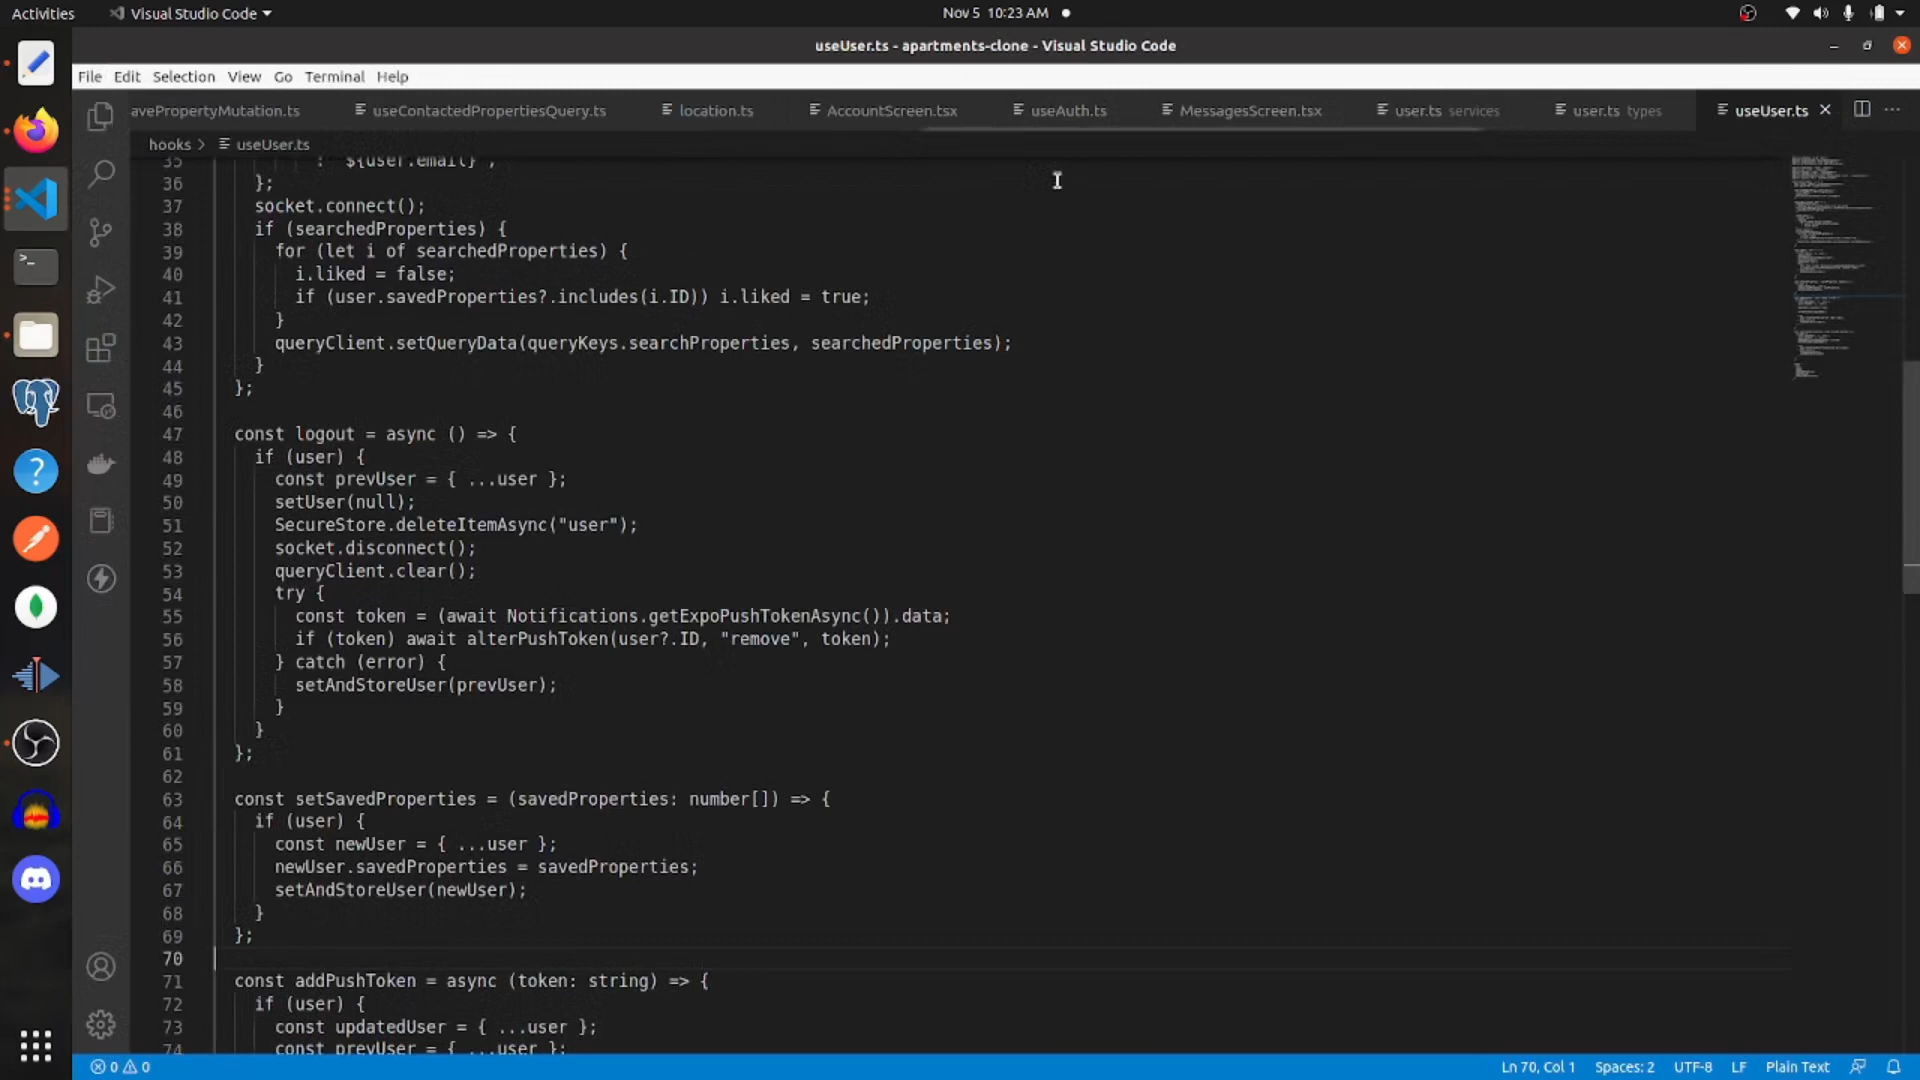 Activities Visual Studio Code Nov 5 10:23 AM
useUser.ts - apartments-clone - Visual Studio Code
File Edit Selection View Go Terminal Help
avePropertyMutation.ts useContactedPropertiesQuery.ts location.ts AccountScreen.tsx useAuth.ts MessagesScreen.tsx user.ts services user.ts types useUser.ts
hooks > useUser.ts
35 : `${user.email}`,
36 };
37 socket.connect();
38 if (searchedProperties) {
39 for (let i of searchedProperties) {
40 i.liked = false;
41 if (user.savedProperties?.includes(i.ID)) i.liked = true;
42 }
43 queryClient.setQueryData(queryKeys.searchProperties, searchedProperties);
44 }
45 };
46
47 const logout = async () => {
48 if (user) {
49 const prevUser = { ...user };
50 setUser(null);
51 SecureStore.deleteItemAsync("user");
52 socket.disconnect();
53 queryClient.clear();
54 try {
55 const token = (await Notifications.getExpoPushTokenAsync()).data;
56 if (token) await alterPushToken(user?.ID, "remove", token);
57 } catch (error) {
58 setAndStoreUser(prevUser);
59 }
60 }
61 };
62
63 const setSavedProperties = (savedProperties: number[]) => {
64 if (user) {
65 const newUser = { ...user };
66 newUser.savedProperties = savedProperties;
67 setAndStoreUser(newUser);
68 }
69 };
70
71 const addPushToken = async (token: string) => {
72 if (user) {
73 const updatedUser = { ...user };
74 const prevUser = { ...user };
0 0 Ln 70, Col 1 Spaces: 2 UTF-8 LF Plain Text